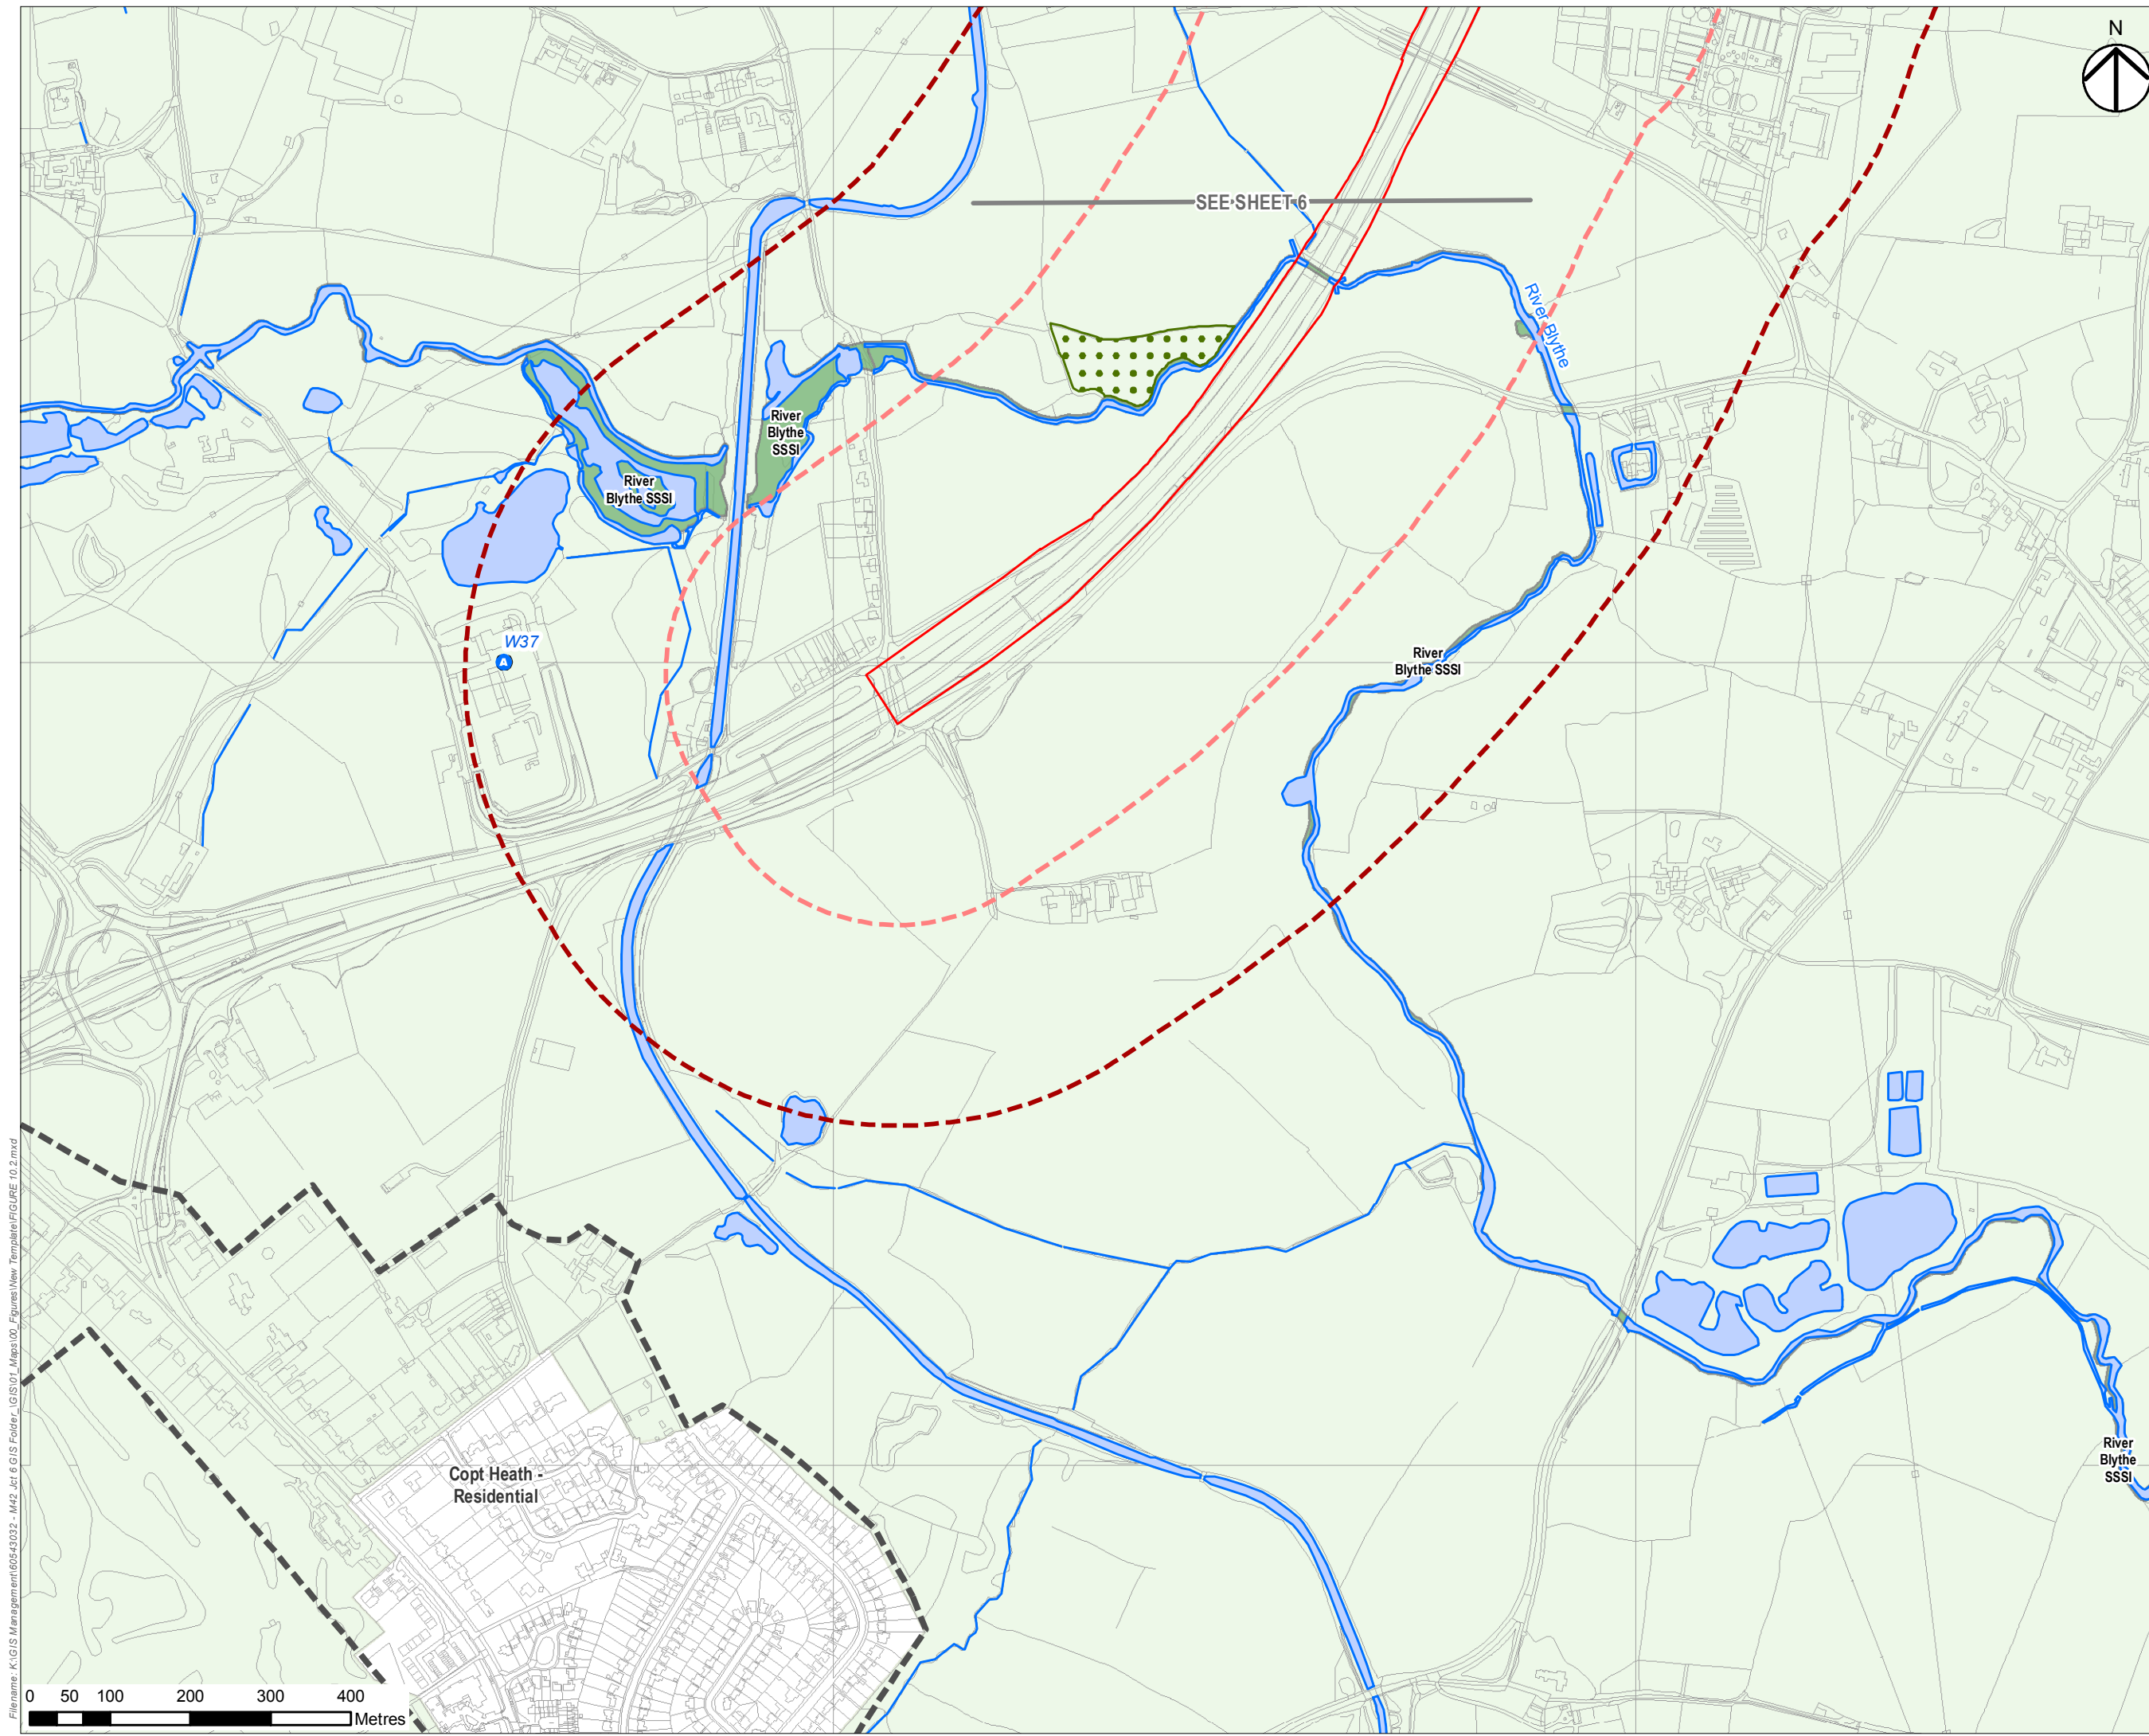 N
SEE SHEET 6
River Blythe
River
Blythe
SSSI
River
Blythe SSSI
W37
A
River
Blythe SSSI
River
Blythe
SSSI
Copt Heath -
Residential
0 50 100 200 300 400
Metres
Filename: K:\GIS Management\60543032 - M42 Jct 6 GIS Folder_\GIS\01_Maps\00_Figures\New Template\FIGURE 10.2.mxd